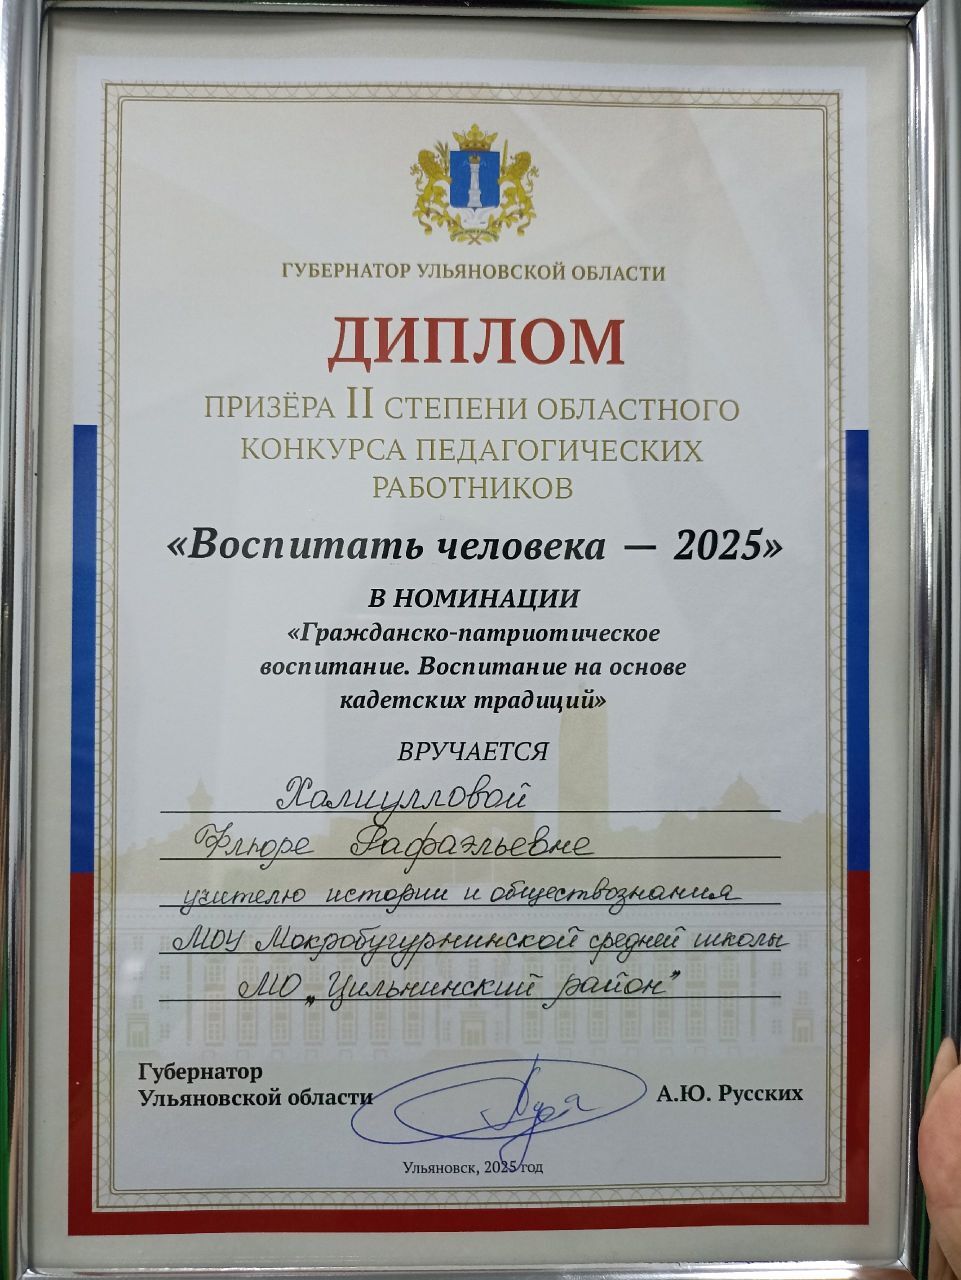 ГУБЕРНАТОР УЛЬЯНОВСКОЙ ОБЛАСТИ
ДИПЛОМ
ПРИЗЁРА II СТЕПЕНИ ОБЛАСТНОГО
КОНКУРСА ПЕДАГОГИЧЕСКИХ
РАБОТНИКОВ
«Воспитать человека — 2025»
В НОМИНАЦИИ
«Гражданско-патриотическое
воспитание. Воспитание на основе
кадетских традиций»
ВРУЧАЕТСЯ
Халиулловой
Флюре Рафаэльевне
учителю истории и обществознания
МОУ Мокробугурнинской средней школы
МО „Цильнинский район"
Губернатор
Ульяновской области
А.Ю. Русских
Ульяновск, 2025 год